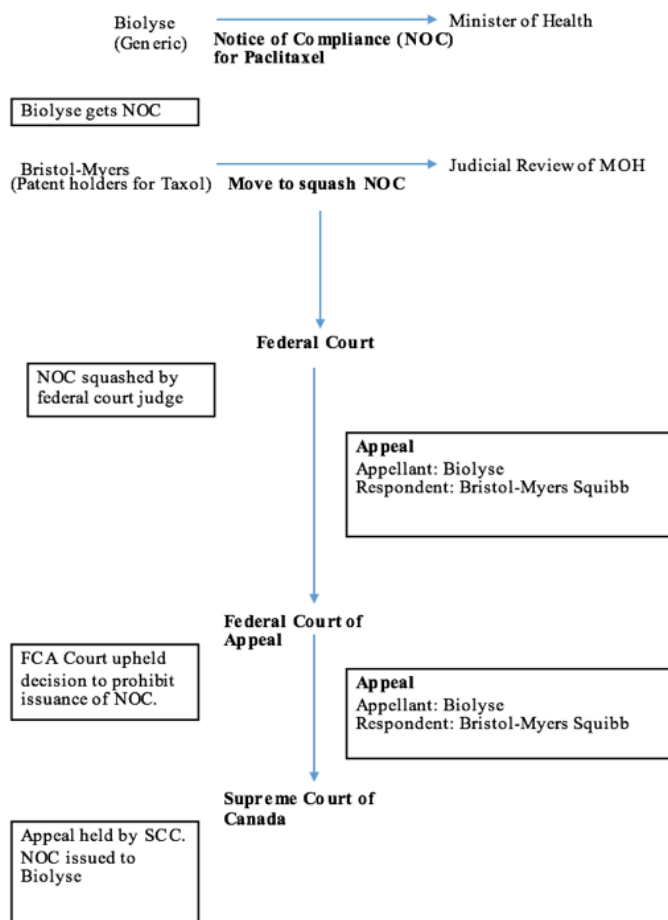 Biolyse
(Generic)
Notice of Compliance (NOC)
for Paclitaxel
Minister of Health
Biolyse gets NOC
Bristol-Myers
(Patent holders for Taxol)
Move to squash NOC
Judicial Review of MOH
Federal Court
NOC squashed by
federal court judge
Appeal
Appellant: Biolyse
Respondent: Bristol-Myers Squibb
Federal Court of
Appeal
FCA Court upheld
decision to prohibit
issuance of NOC.
Appeal
Appellant: Biolyse
Respondent: Bristol-Myers Squibb
Supreme Court of
Canada
Appeal held by SCC.
NOC issued to
Biolyse